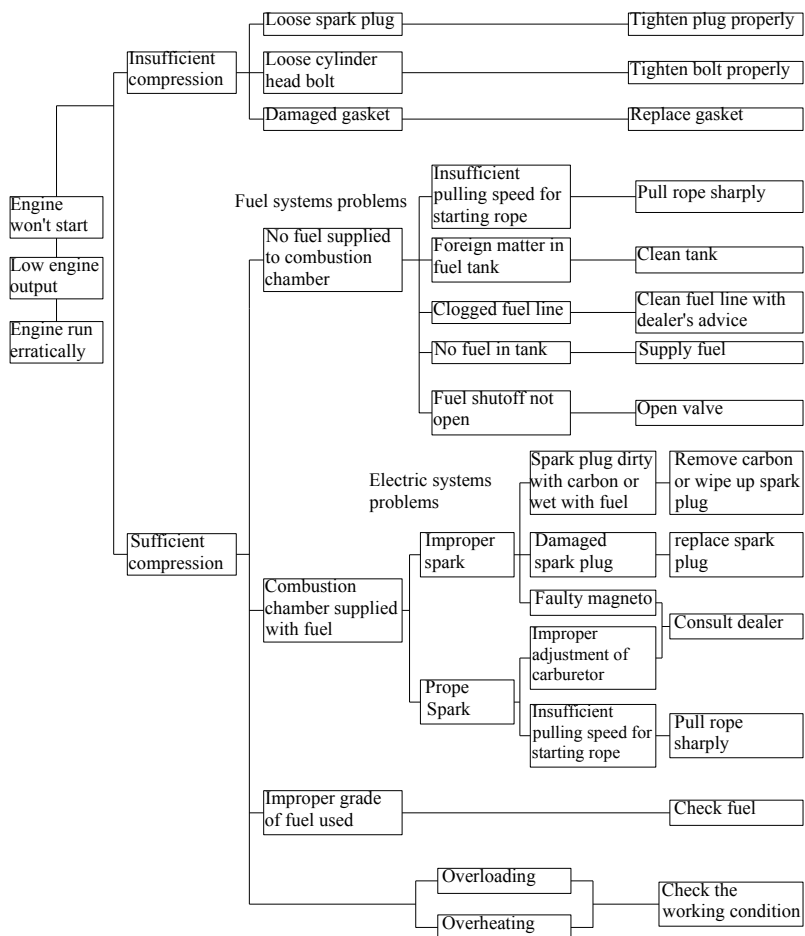 Loose spark plug
Tighten plug properly
Insufficient
compression
Loose cylinder
head bolt
Tighten bolt properly
Damaged gasket
Replace gasket
Engine
won't start
Low engine
output
Engine run
erratically
Fuel systems problems
No fuel supplied
to combustion
chamber
Insufficient
pulling speed for
starting rope
Pull rope sharply
Foreign matter in
fuel tank
Clean tank
Clogged fuel line
Clean fuel line with
dealer's advice
No fuel in tank
Supply fuel
Fuel shutoff not
open
Open valve
Sufficient
compression
Electric systems
problems
Combustion
chamber supplied
with fuel
Improper
spark
Spark plug dirty
with carbon or
wet with fuel
Remove carbon
or wipe up spark
plug
Damaged
spark plug
replace spark
plug
Faulty magneto
Consult dealer
Prope
Spark
Improper
adjustment of
carburetor
Insufficient
pulling speed for
starting rope
Pull rope
sharply
Improper grade
of fuel used
Check fuel
Overloading
Overheating
Check the
working condition